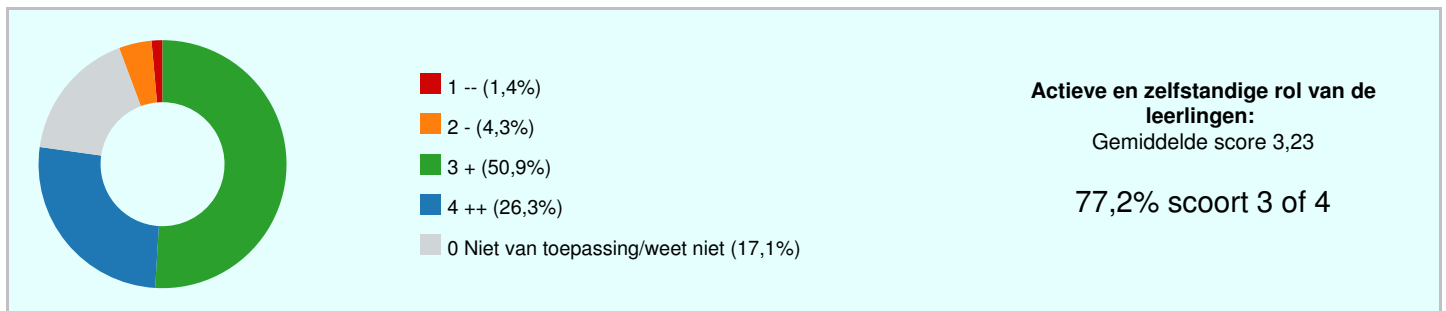 1 -- (1,4%)
2 - (4,3%)
3 + (50,9%)
4 ++ (26,3%)
0 Niet van toepassing/weet niet (17,1%)
Actieve en zelfstandige rol van de
leerlingen:
Gemiddelde score 3,23
77,2% scoort 3 of 4